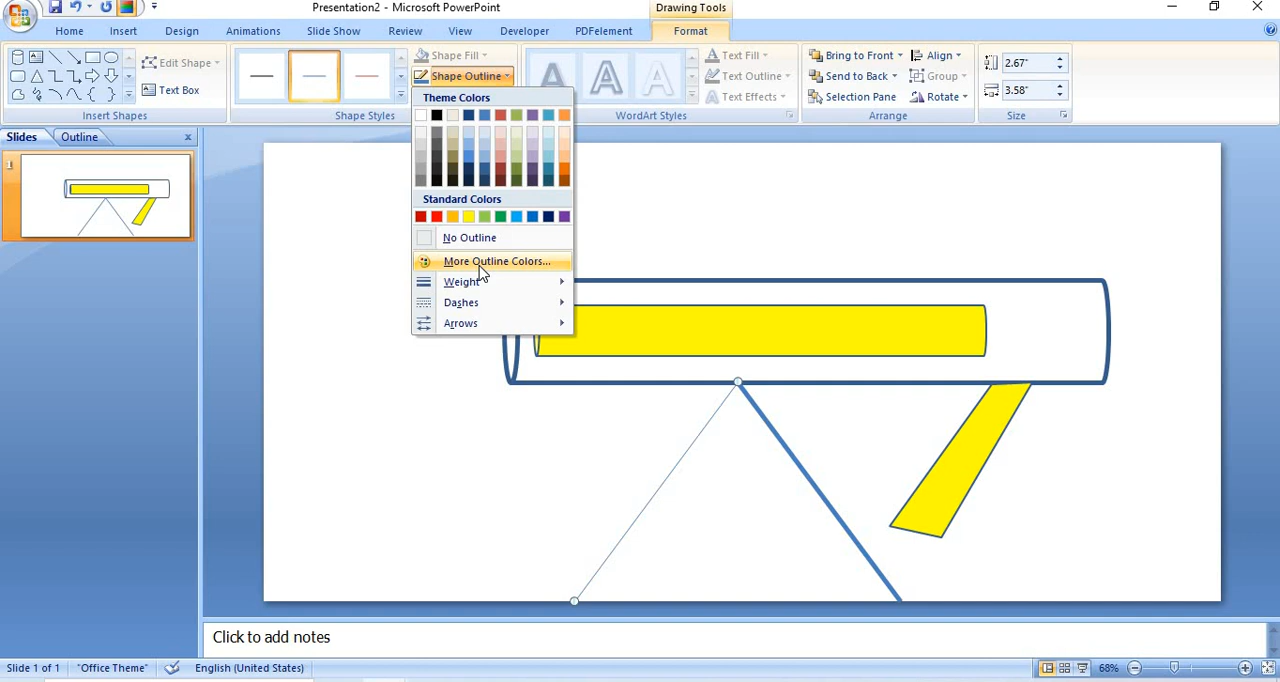 Presentation2 - Microsoft PowerPoint
Drawing Tools
Home Insert Design Animations Slide Show Review View Developer PDFelement Format
Edit Shape
Text Box
Insert Shapes
Shape Fill
Shape Outline
Shape Styles
Text Fill
Text Outline
Text Effects
WordArt Styles
Bring to Front
Send to Back
Selection Pane
Align
Group
Rotate
Arrange
2.67"
3.58"
Size
Slides Outline
1
Theme Colors
Standard Colors
No Outline
More Outline Colors...
Weight
Dashes
Arrows
Click to add notes
Slide 1 of 1 "Office Theme" English (United States) 68%